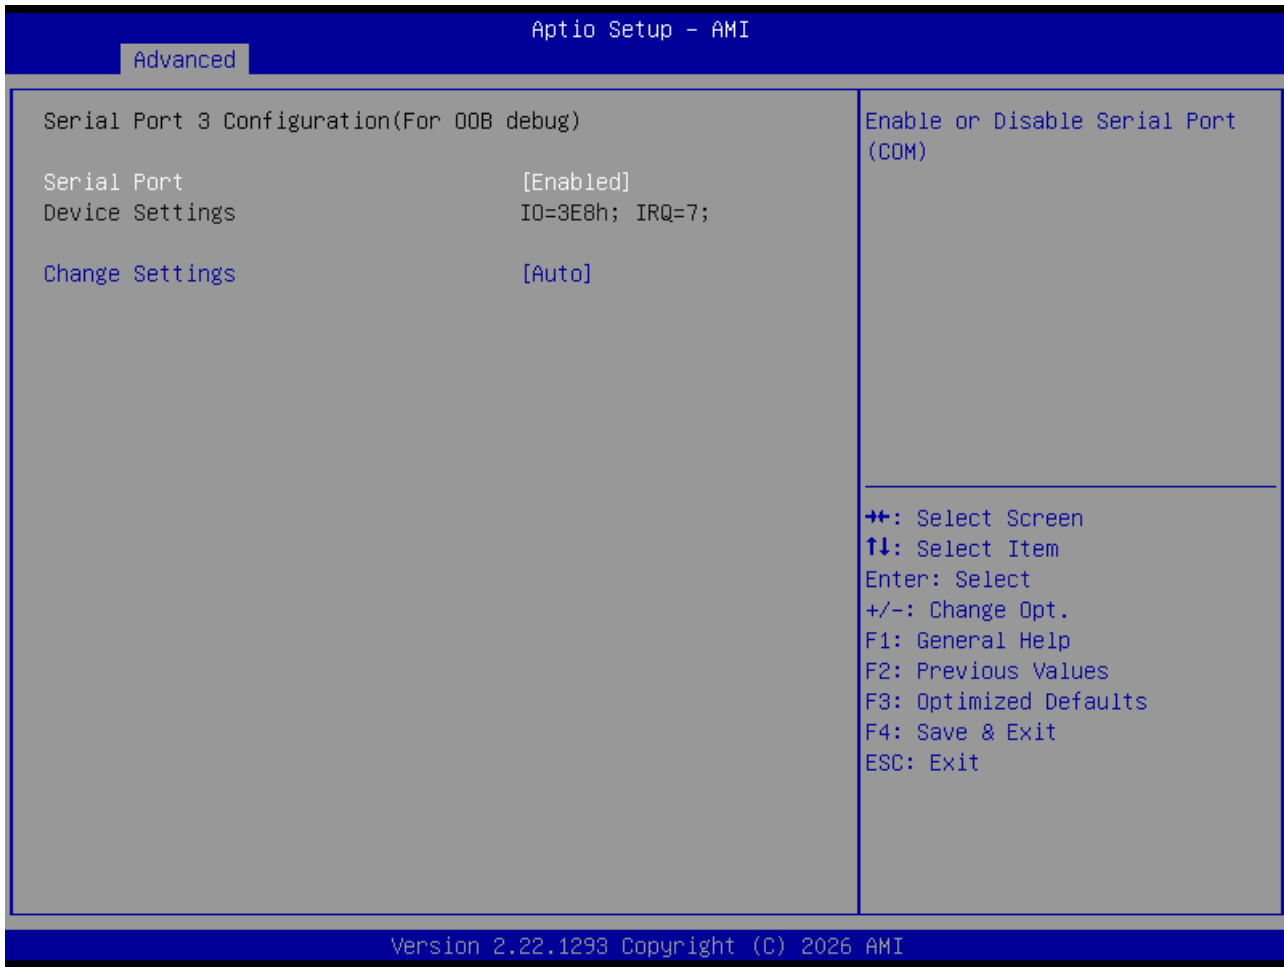 Aptio Setup – AMI
Advanced
Serial Port 3 Configuration(For OOB debug)
Serial Port [Enabled]
Device Settings IO=3E8h; IRQ=7;
Change Settings [Auto]
Enable or Disable Serial Port
(COM)
→←: Select Screen
↑↓: Select Item
Enter: Select
+/-: Change Opt.
F1: General Help
F2: Previous Values
F3: Optimized Defaults
F4: Save & Exit
ESC: Exit
Version 2.22.1293 Copyright (C) 2026 AMI